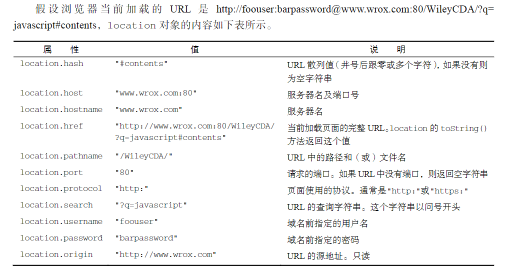 假设浏览器当前加载的 URL 是 http://foouser:barpassword@www.wrox.com:80/WileyCDA/?q=
javascript#contents，location 对象的内容如下表所示。
属 性 值 说 明
location.hash "#contents" URL 散列值（井号后跟零或多个字符），如果没有则
为空字符串
location.host "www.wrox.com:80" 服务器名及端口号
location.hostname "www.wrox.com" 服务器名
location.href "http://www.wrox.com:80/WileyCDA/ 当前加载页面的完整 URL。location 的 toString()
?q=javascript#contents" 方法返回这个值
location.pathname "/WileyCDA/" URL 中的路径和（或）文件名
location.port "80" 请求的端口。如果 URL 中没有端口，则返回空字符串
location.protocol "http:" 页面使用的协议。通常是"http:"或"https:"
location.search "?q=javascript" URL 的查询字符串。这个字符串以问号开头
location.username "foouser" 域名前指定的用户名
location.password "barpassword" 域名前指定的密码
location.origin "http://www.wrox.com" URL 的源地址。只读